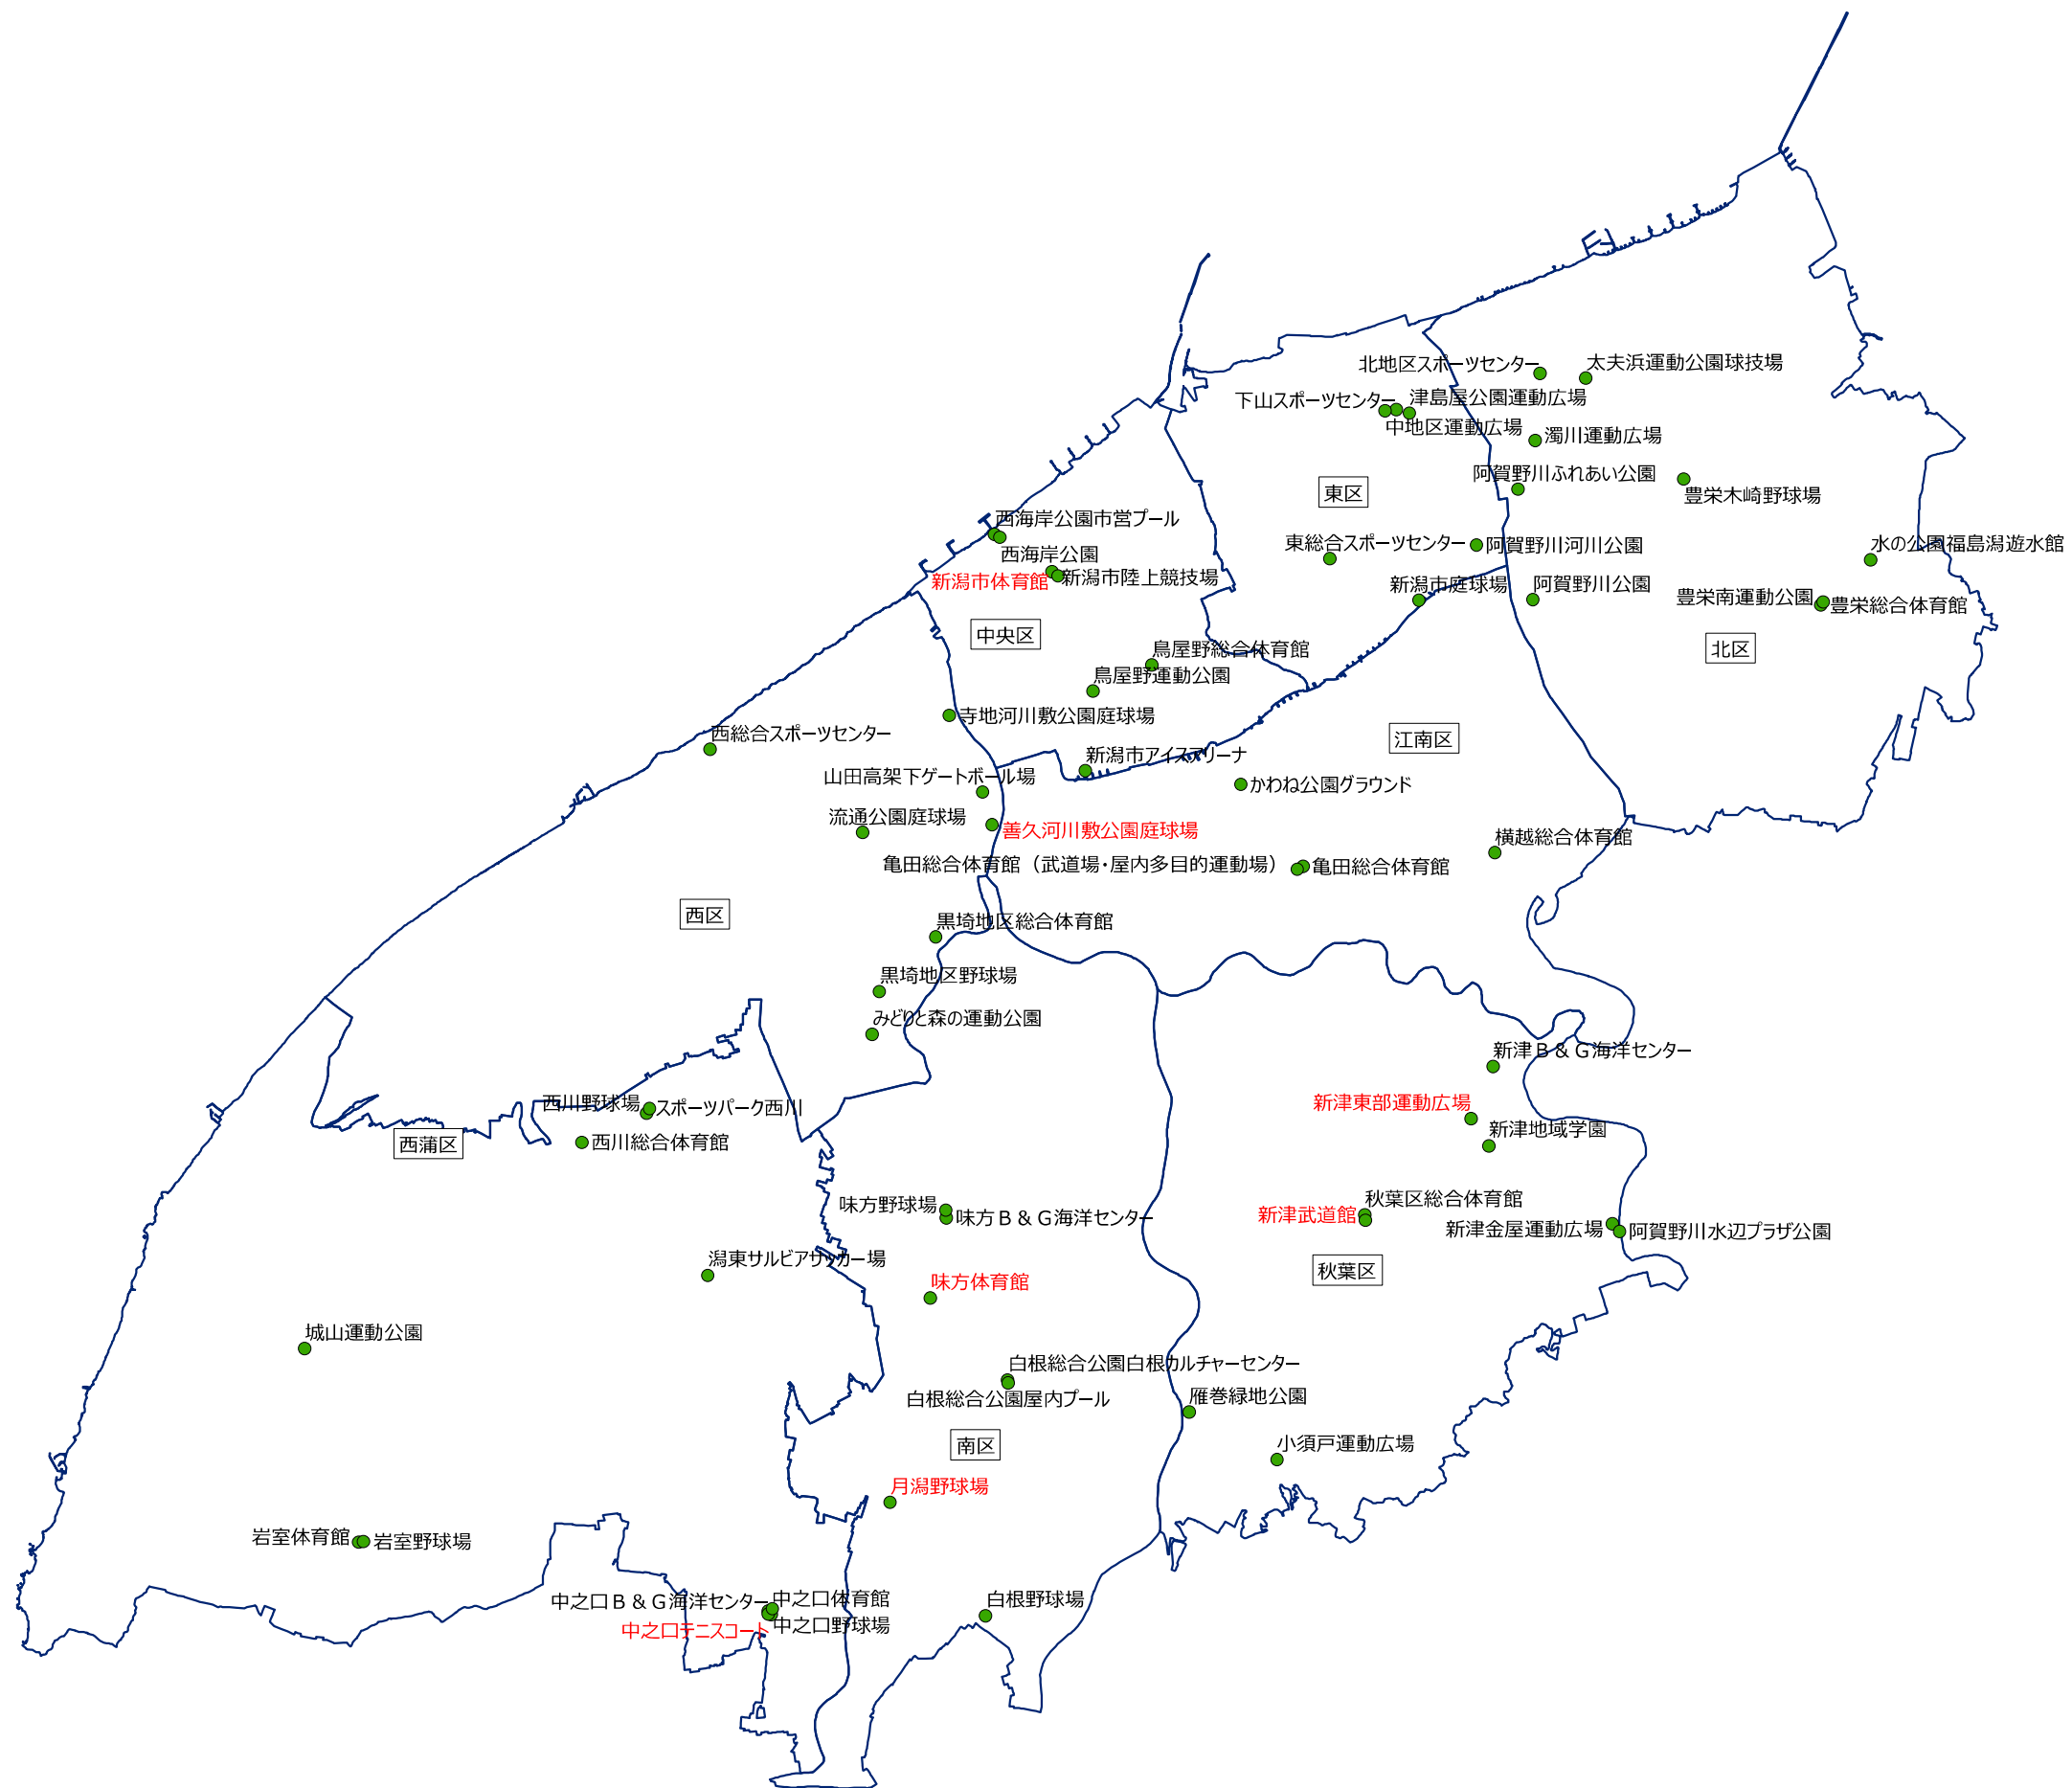 北地区スポーツセンター
太夫浜運動公園球技場
下山スポーツセンター
津島屋公園運動広場
中地区運動広場
濁川運動広場
阿賀野川ふれあい公園
東区
豊栄木崎野球場
西海岸公園市営プール
西海岸公園
東総合スポーツセンター
阿賀野川河川公園
水の公園福島潟遊水館
新潟市体育館
新潟市陸上競技場
新潟市庭球場
阿賀野川公園
豊栄南運動公園
豊栄総合体育館
中央区
鳥屋野総合体育館
北区
鳥屋野運動公園
寺地河川敷公園庭球場
西総合スポーツセンター
江南区
新潟市アイスアリーナ
山田高架下ゲートボール場
かわね公園グラウンド
流通公園庭球場
善久河川敷公園庭球場
横越総合体育館
亀田総合体育館（武道場・屋内多目的運動場）
亀田総合体育館
西区
黒埼地区総合体育館
黒埼地区野球場
みどりと森の運動公園
新津Ｂ＆Ｇ海洋センター
西川野球場
スポーツパーク西川
新津東部運動広場
西蒲区
西川総合体育館
新津地域学園
味方野球場
味方Ｂ＆Ｇ海洋センター
秋葉区総合体育館
新津武道館
新津金屋運動広場
阿賀野川水辺プラザ公園
潟東サルビアサッカー場
味方体育館
秋葉区
城山運動公園
白根総合公園白根カルチャーセンター
白根総合公園屋内プール
雁巻緑地公園
南区
小須戸運動広場
月潟野球場
岩室体育館
岩室野球場
中之口Ｂ＆Ｇ海洋センター
中之口体育館
白根野球場
中之口テニスコート
中之口野球場